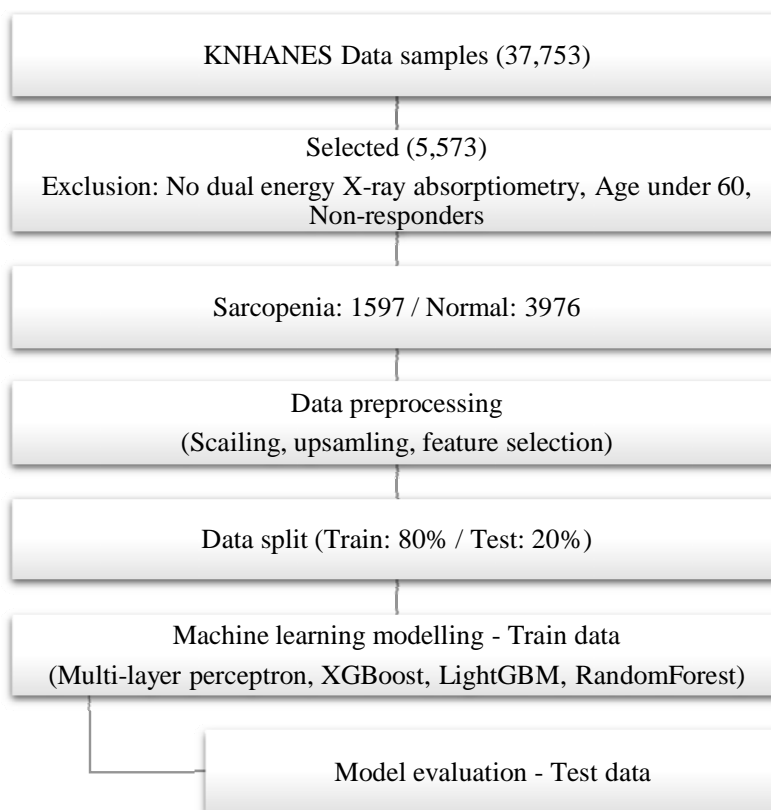 KNHANES Data samples (37,753)
Selected (5,573)
Exclusion: No dual energy X-ray absorptiometry, Age under 60,
Non-responders
Sarcopenia: 1597 / Normal: 3976
Data preprocessing
(Scailing, upsamling, feature selection)
Data split (Train: 80% / Test: 20%)
Machine learning modelling - Train data
(Multi-layer perceptron, XGBoost, LightGBM, RandomForest)
Model evaluation - Test data